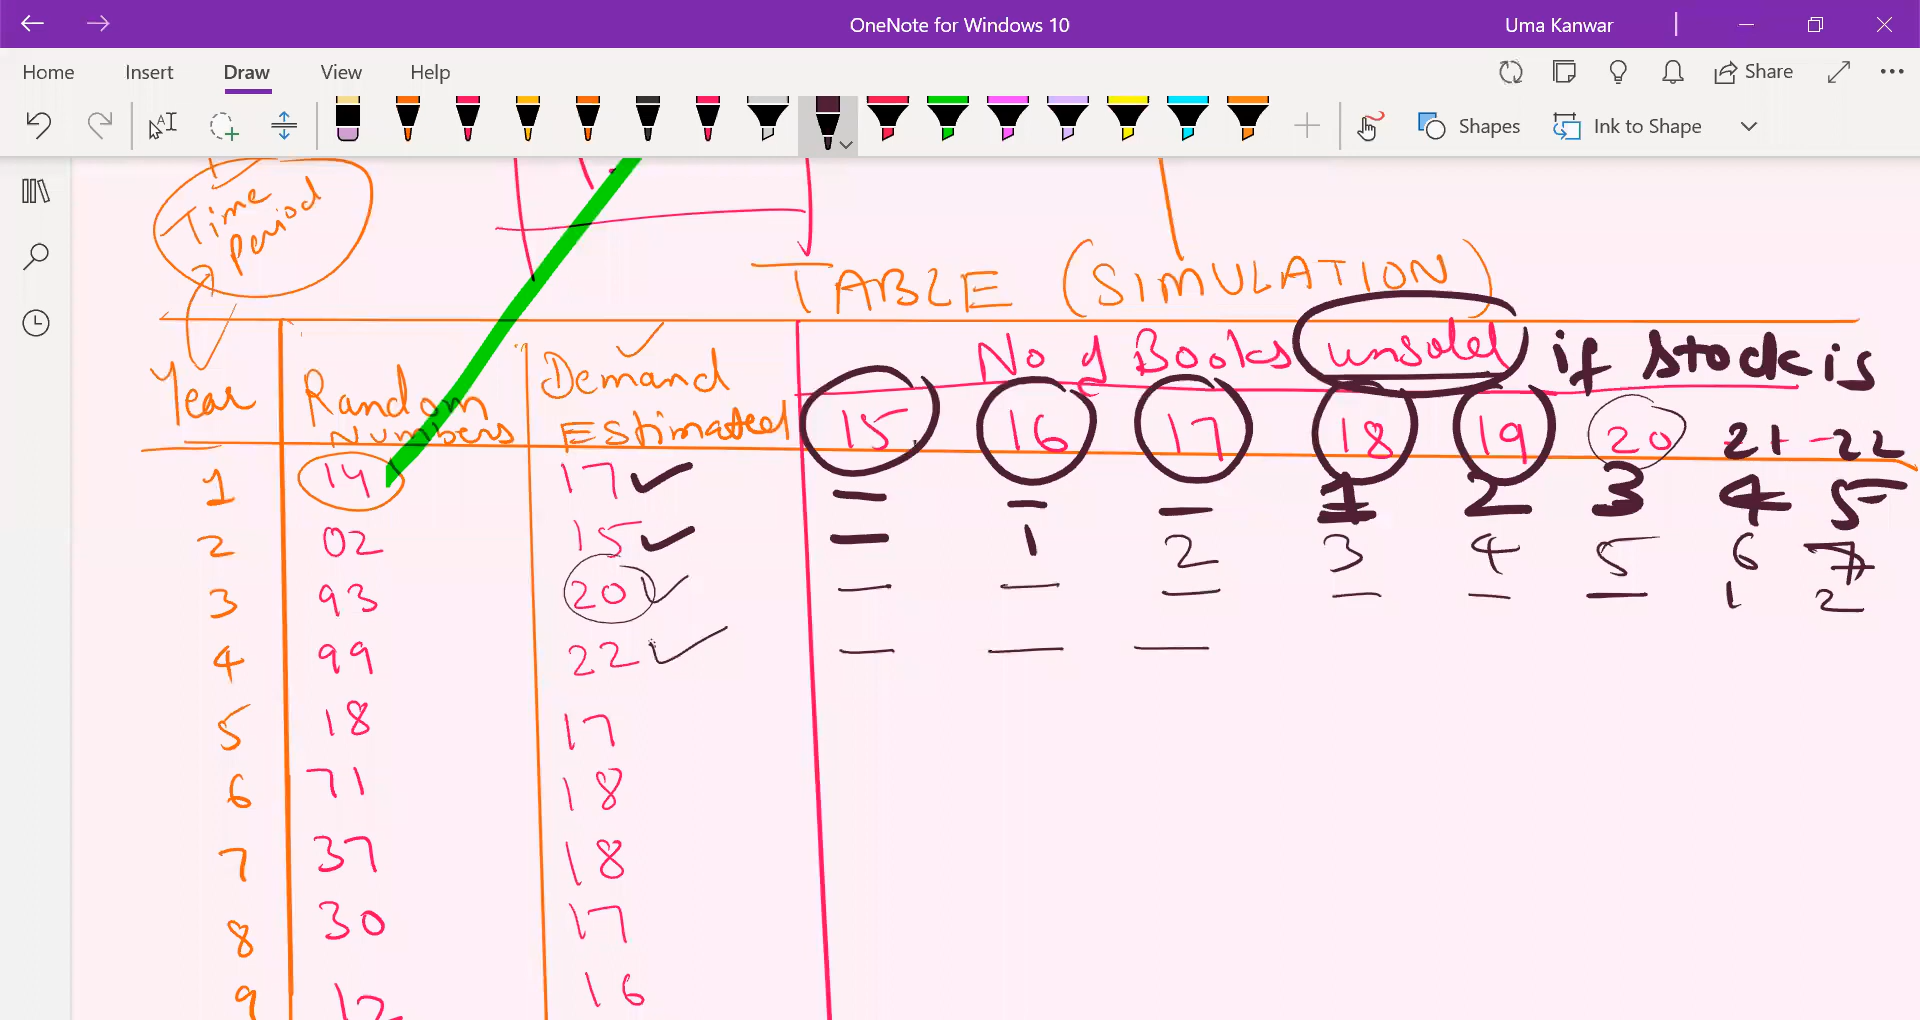 OneNote for Windows 10
Uma Kanwar
Home Insert Draw View Help
Share
Shapes Ink to Shape
Time
Period
TABLE (SIMULATION)
No of Books unsold if stock is
Year Random Numbers Demand Estimated 15 16 17 18 19 20 21 - 22
1 14 17 — — — 1 2 3 4 5
2 02 15 — 1 2 3 4 5 6 7
3 93 20 — — — — — — 1 2
4 99 22 — — —
5 18 17
6 71 18
7 37 18
8 30 17
9 12 16